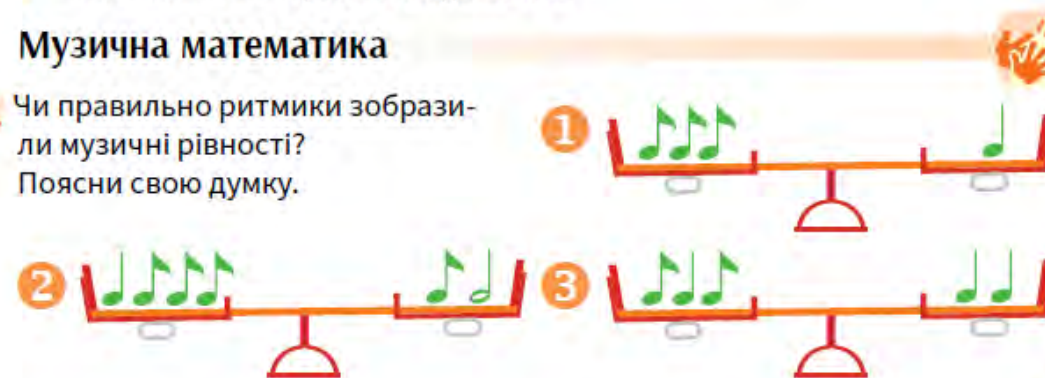 Музична математика
Чи правильно ритмики зобрази-
ли музичні рівності?
Поясни свою думку.
1
2
3